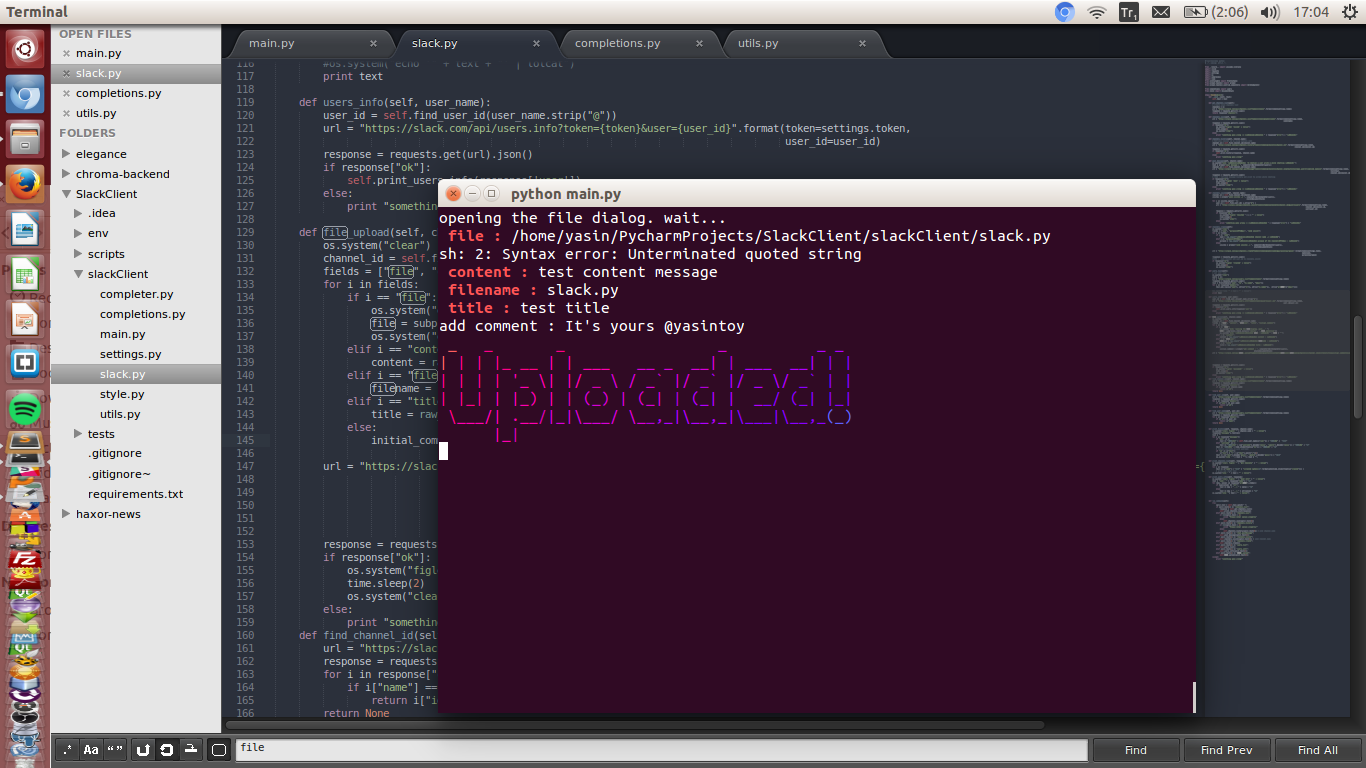 Terminal
Tr1
(2:06)
17:04
OPEN FILES
main.py
slack.py
completions.py
utils.py
FOLDERS
elegance
chroma-backend
SlackClient
.idea
env
scripts
slackClient
completer.py
completions.py
main.py
settings.py
slack.py
style.py
utils.py
tests
.gitignore
.gitignore~
requirements.txt
haxor-news
main.py
slack.py
completions.py
utils.py
116 #os.system( echo + text + | lolcat )
117 print text
118
119 def users_info(self, user_name):
120 user_id = self.find_user_id(user_name.strip("@"))
121 url = "https://slack.com/api/users.info?token={token}&user={user_id}".format(token=settings.token,
122 user_id=user_id)
123 response = requests.get(url).json()
124 if response["ok"]:
125 self.print_users
126 else:
127 print "somethin
128
129 def file_upload(self, c
130 os.system("clear")
131 channel_id = self.f
132 fields = ["file", "
133 for i in fields:
134 if i == "file":
135 os.system("
136 file = subp
137 os.system("
138 elif i == "cont
139 content = r
140 elif i == "file
141 filename =
142 elif i == "titl
143 title = raw
144 else:
145 initial_com
146
147 url = "https://slac
148
149
150
151
152
153 response = requests
154 if response["ok"]:
155 os.system("figl
156 time.sleep(2)
157 os.system("clea
158 else:
159 print "somethin
160 def find_channel_id(sel
161 url = "https://slac
162 response = requests
163 for i in response["
164 if i["name"] ==
165 return i["i
166 return None
python main.py
opening the file dialog. wait...
file : /home/yasin/PycharmProjects/SlackClient/slackClient/slack.py
sh: 2: Syntax error: Unterminated quoted string
content : test content message
filename : slack.py
title : test title
add comment : It's yours @yasintoy
Uploaded!
.*
Aa
“ ”
file
Find
Find Prev
Find All